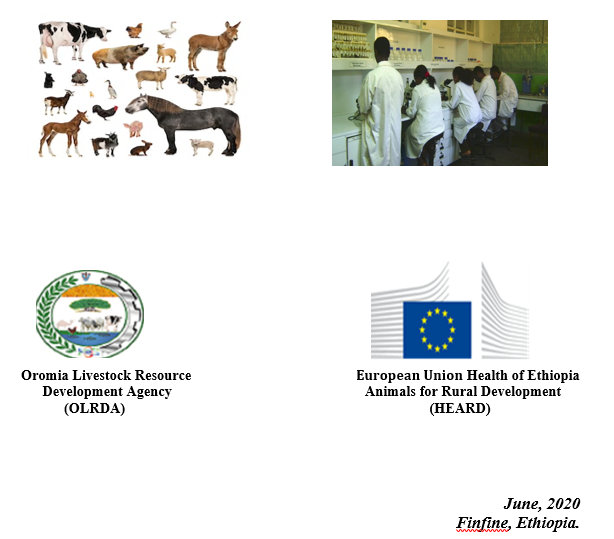 Oromia Livestock Resource
Development Agency
(OLRDA)
European Union Health of Ethiopia
Animals for Rural Development
(HEARD)
June, 2020
Finfine, Ethiopia.